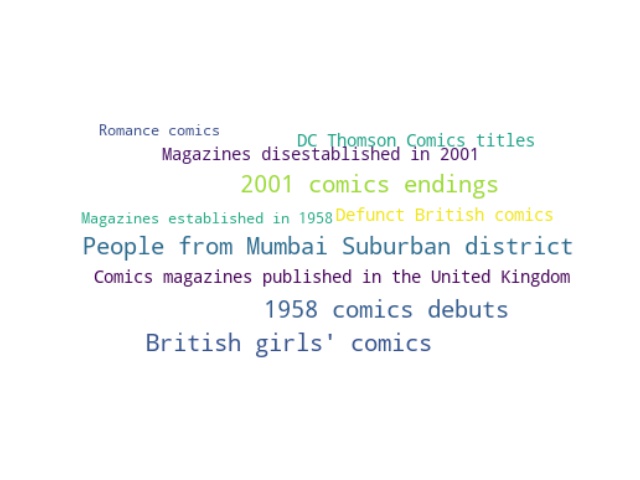 Romance comics
DC Thomson Comics titles
Magazines disestablished in 2001
2001 comics endings
Magazines established in 1958
Defunct British comics
People from Mumbai Suburban district
Comics magazines published in the United Kingdom
1958 comics debuts
British girls' comics